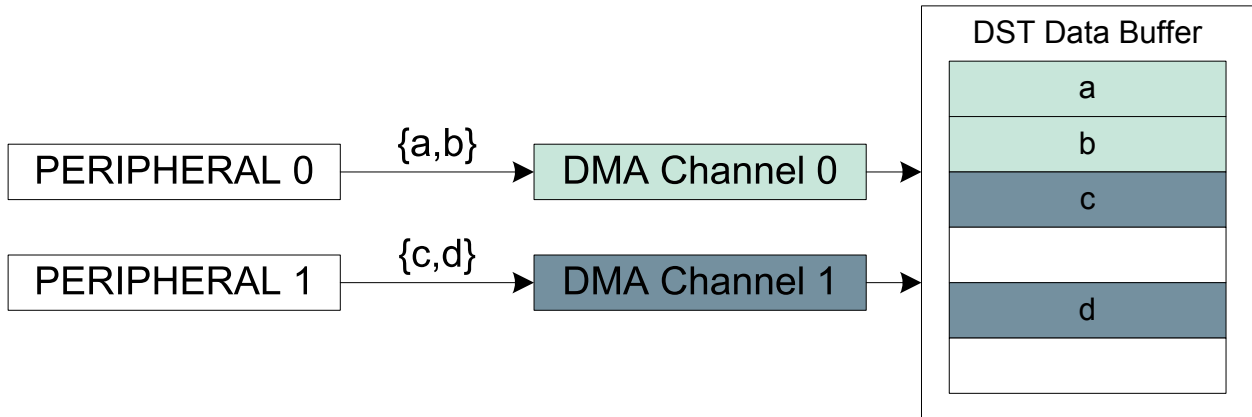 DST Data Buffer
a
b
c
d
{a,b}
PERIPHERAL 0
DMA Channel 0
{c,d}
PERIPHERAL 1
DMA Channel 1